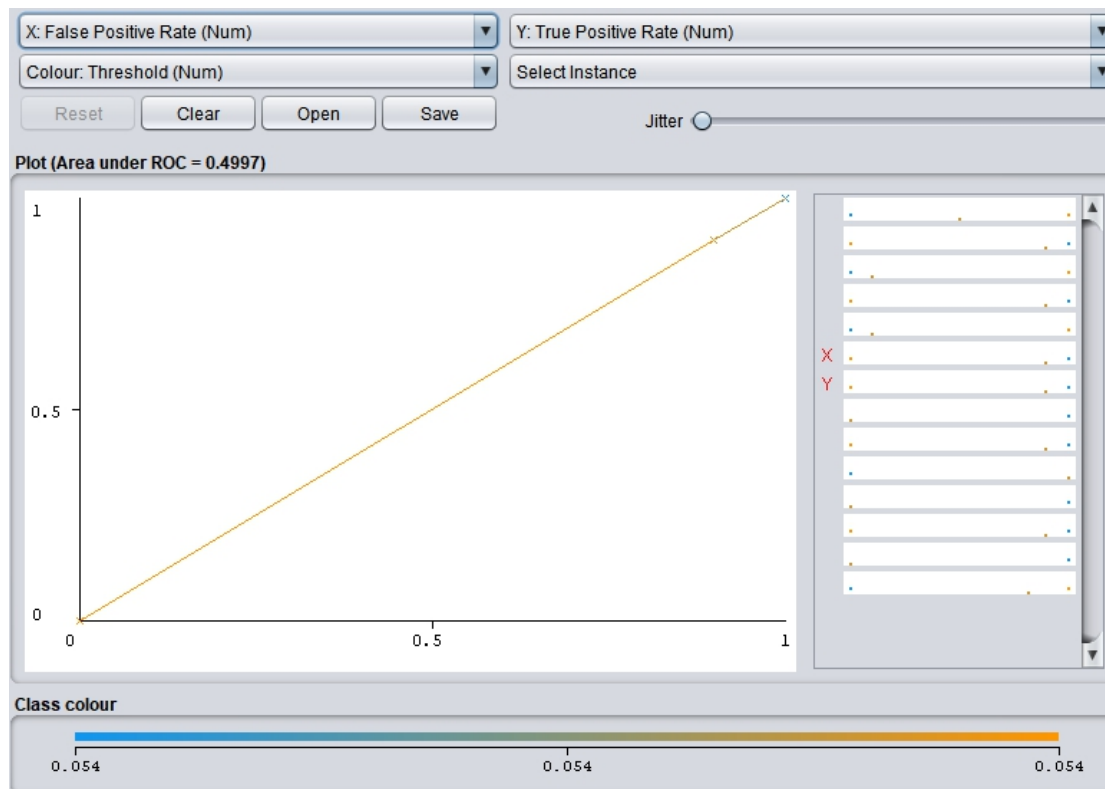 X: False Positive Rate (Num) Y: True Positive Rate (Num)
Colour: Threshold (Num) Select Instance
Reset Clear Open Save Jitter
Plot (Area under ROC = 0.4997)
1
0.5
0
0 0.5 1
X
Y
Class colour
0.054 0.054 0.054